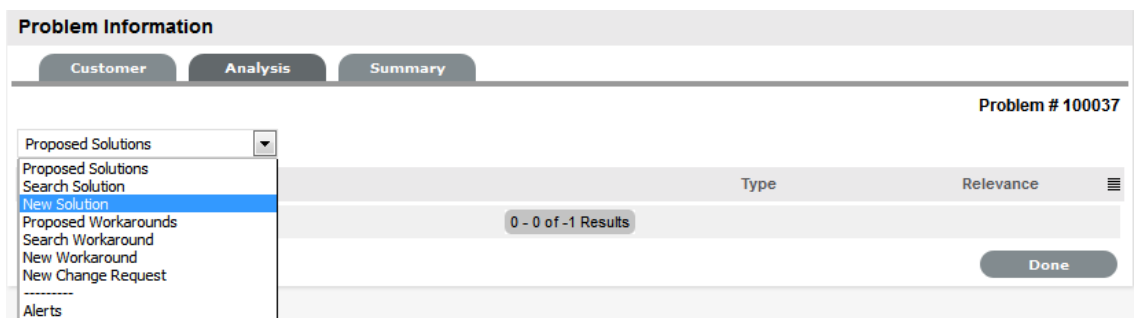 Problem Information
Customer Analysis Summary
Problem # 100037
Proposed Solutions
Proposed Solutions
Search Solution
New Solution
Proposed Workarounds
Search Workaround
New Workaround
New Change Request
---------
Alerts
Type Relevance
0 - 0 of -1 Results
Done